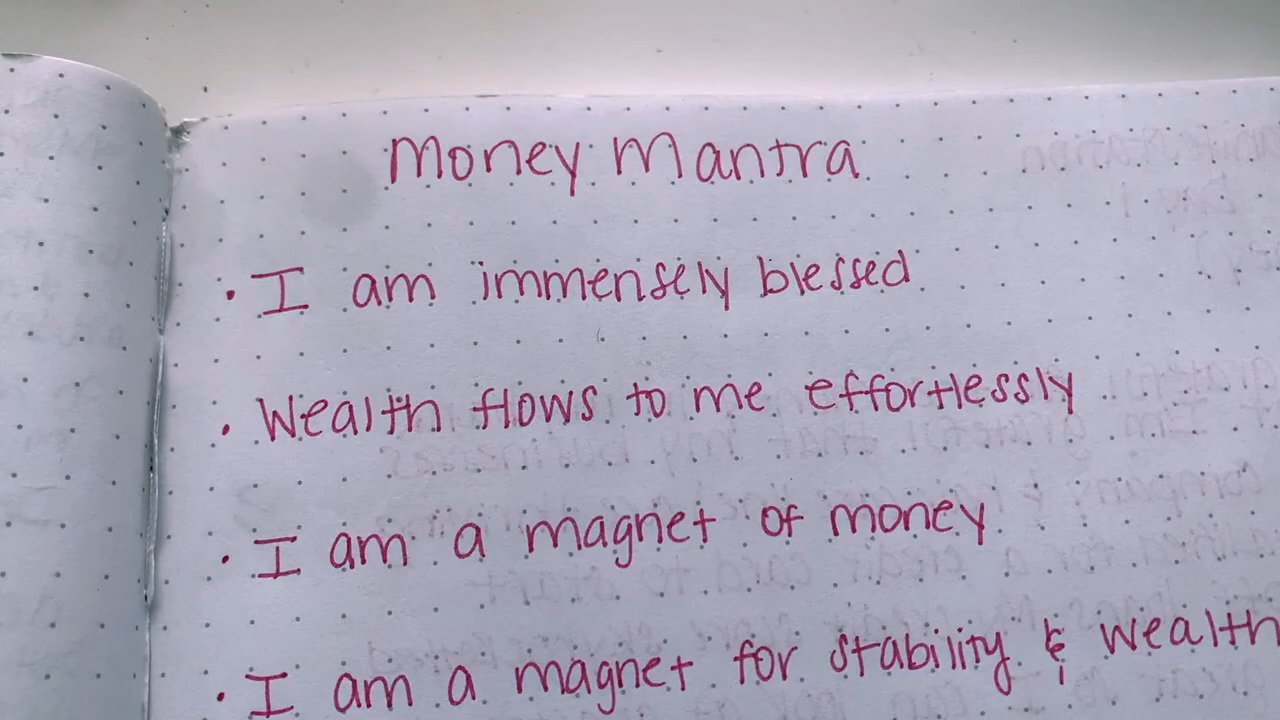 Money Mantra
· I am immensely blessed
· Wealth flows to me effortlessly
· I am a magnet of money
· I am a magnet for stability & wealth